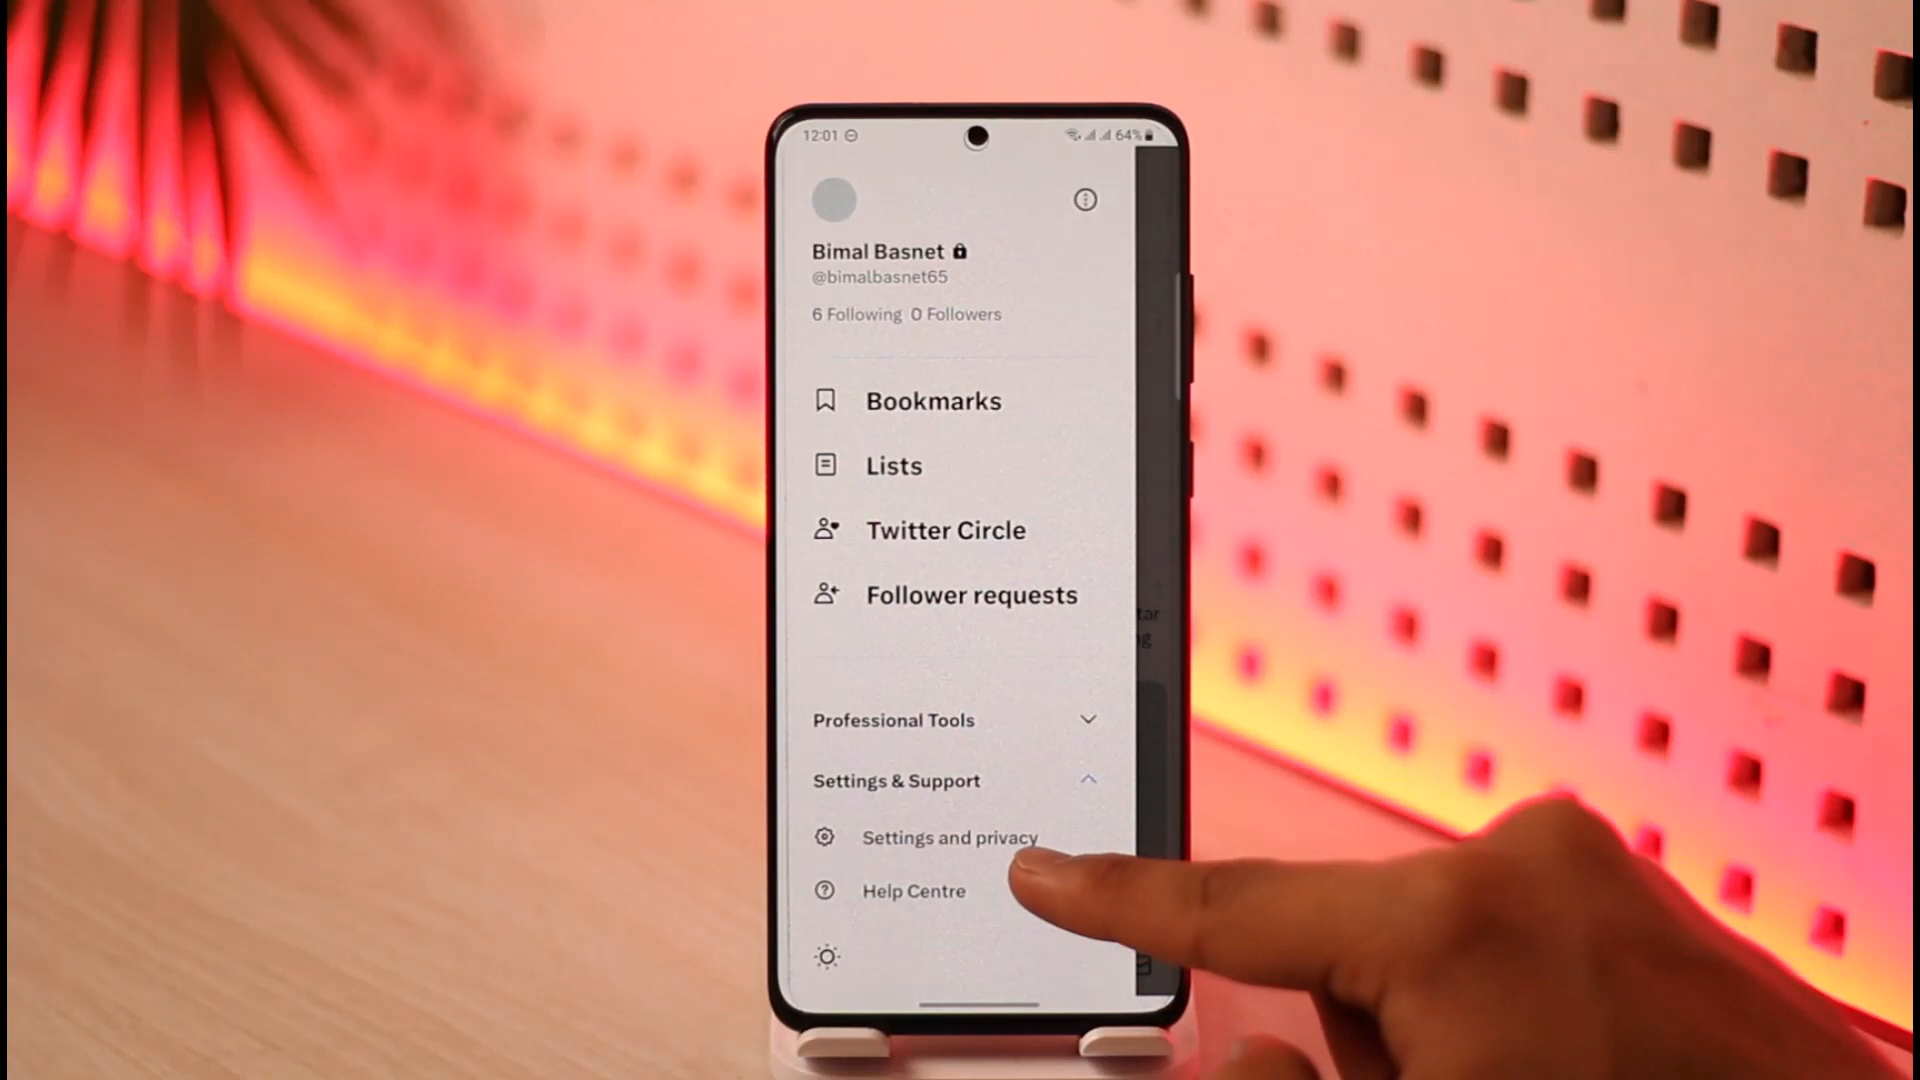 12:01
64%
Bimal Basnet
@bimalbasnet65
6 Following 0 Followers
Bookmarks
Lists
Twitter Circle
Follower requests
tar
g
Professional Tools
Settings & Support
Settings and privacy
Help Centre